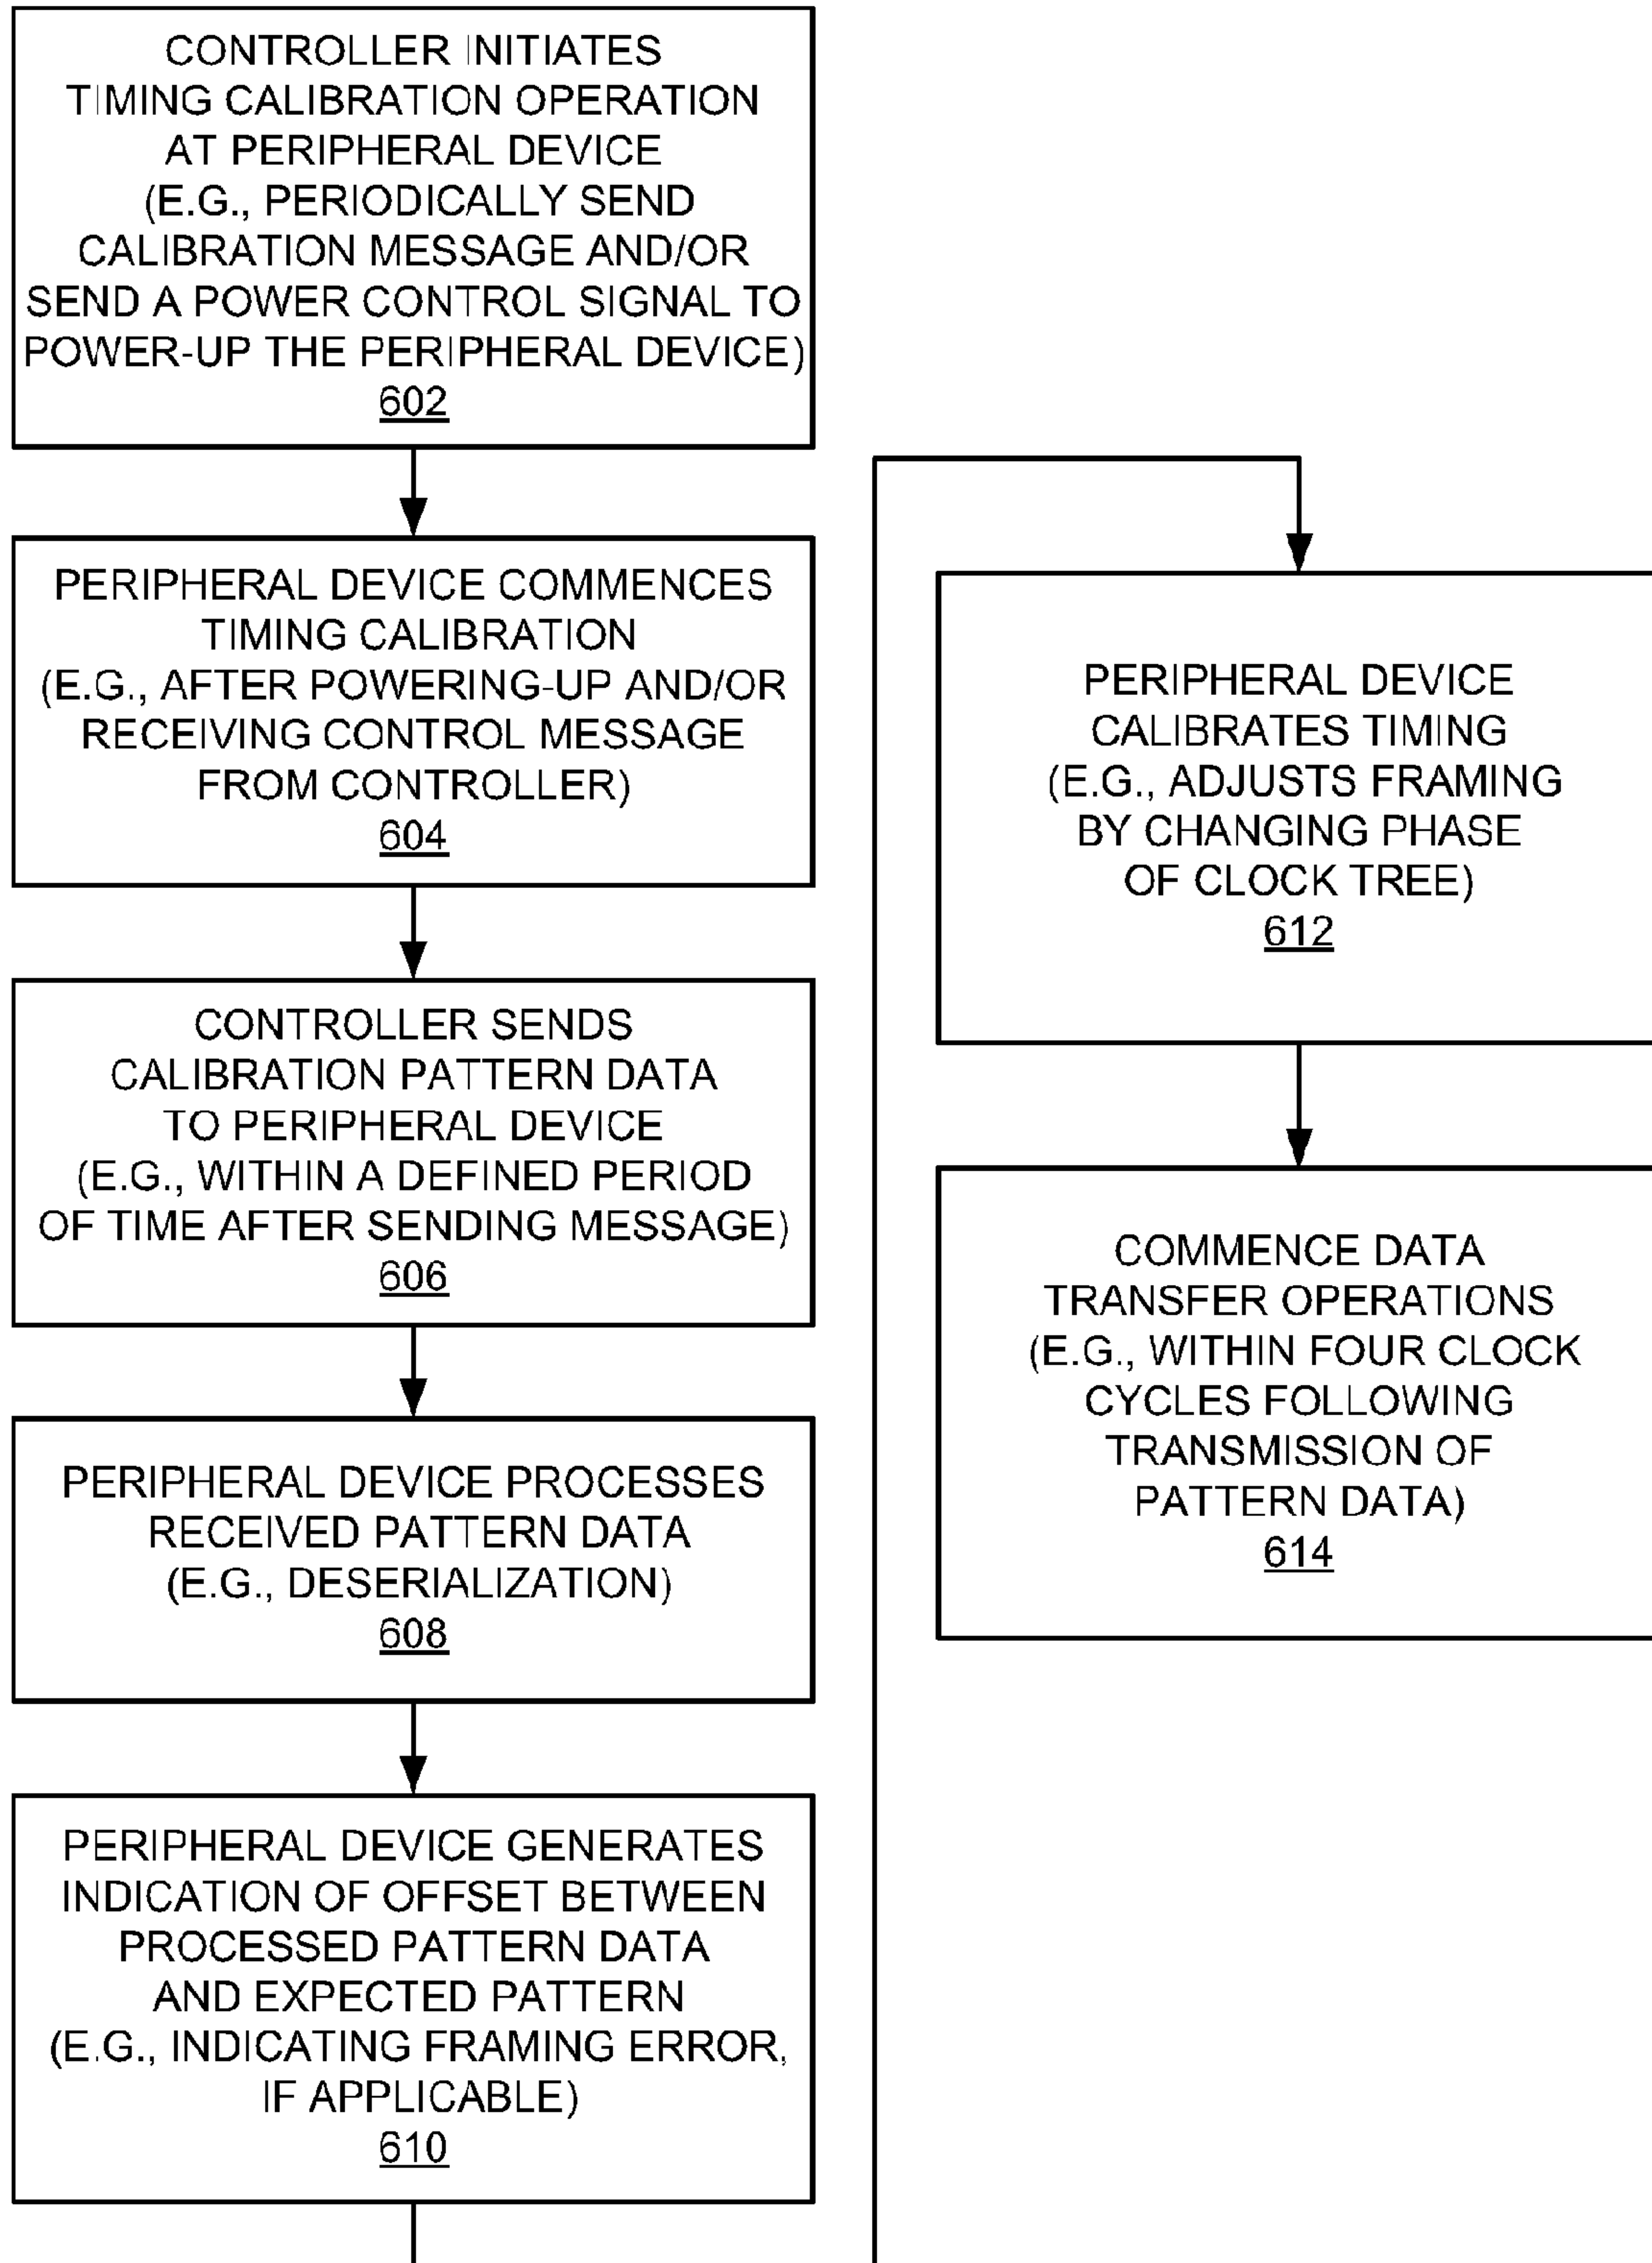 CONTROLLER INITIATES
TIMING CALIBRATION OPERATION
AT PERIPHERAL DEVICE
(E.G., PERIODICALLY SEND
CALIBRATION MESSAGE AND/OR
SEND A POWER CONTROL SIGNAL TO
POWER-UP THE PERIPHERAL DEVICE)
602
PERIPHERAL DEVICE COMMENCES
TIMING CALIBRATION
(E.G., AFTER POWERING-UP AND/OR
RECEIVING CONTROL MESSAGE
FROM CONTROLLER)
604
CONTROLLER SENDS
CALIBRATION PATTERN DATA
TO PERIPHERAL DEVICE
(E.G., WITHIN A DEFINED PERIOD
OF TIME AFTER SENDING MESSAGE)
606
PERIPHERAL DEVICE PROCESSES
RECEIVED PATTERN DATA
(E.G., DESERIALIZATION)
608
PERIPHERAL DEVICE GENERATES
INDICATION OF OFFSET BETWEEN
PROCESSED PATTERN DATA
AND EXPECTED PATTERN
(E.G., INDICATING FRAMING ERROR,
IF APPLICABLE)
610
PERIPHERAL DEVICE
CALIBRATES TIMING
(E.G., ADJUSTS FRAMING
BY CHANGING PHASE
OF CLOCK TREE)
612
COMMENCE DATA
TRANSFER OPERATIONS
(E.G., WITHIN FOUR CLOCK
CYCLES FOLLOWING
TRANSMISSION OF
PATTERN DATA)
614